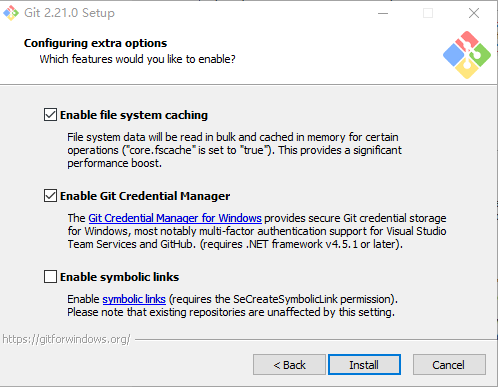 Git 2.21.0 Setup
Configuring extra options
Which features would you like to enable?
Enable file system caching
File system data will be read in bulk and cached in memory for certain
operations ("core.fscache" is set to "true"). This provides a significant
performance boost.
Enable Git Credential Manager
The Git Credential Manager for Windows provides secure Git credential storage
for Windows, most notably multi-factor authentication support for Visual Studio
Team Services and GitHub. (requires .NET framework v4.5.1 or later).
Enable symbolic links
Enable symbolic links (requires the SeCreateSymbolicLink permission).
Please note that existing repositories are unaffected by this setting.
https://gitforwindows.org/
< Back
Install
Cancel